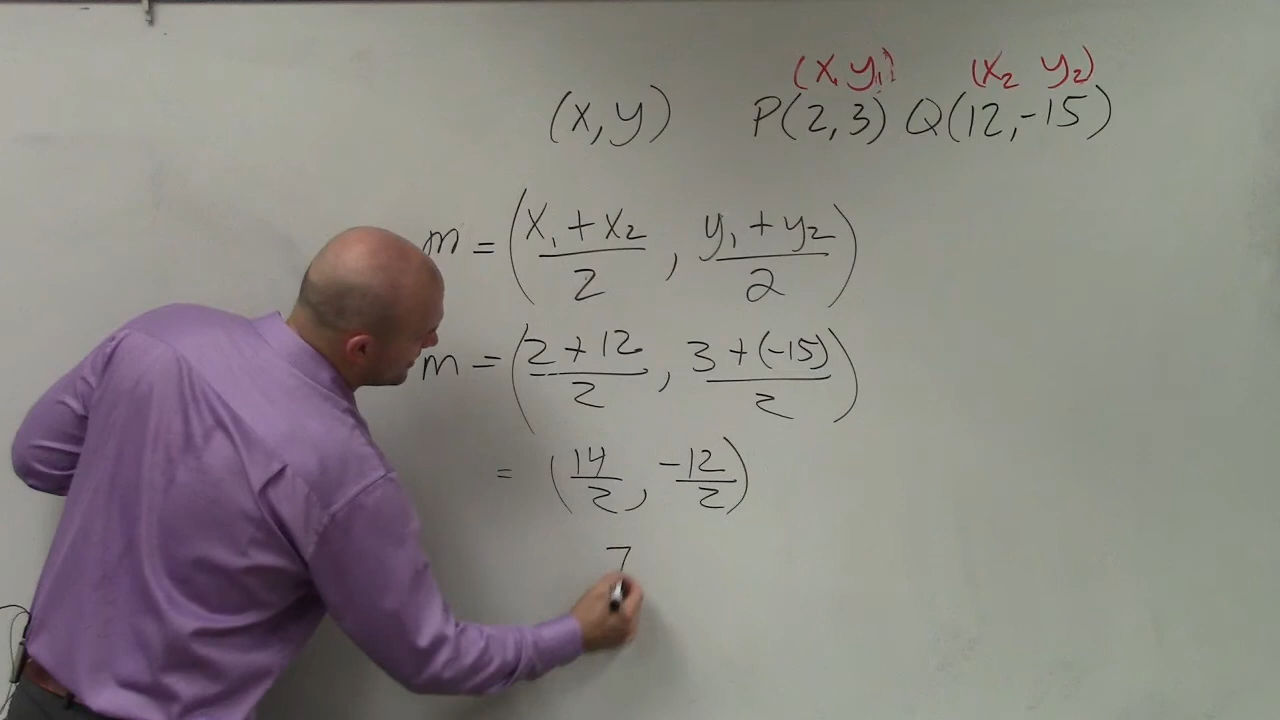 (x, y₁) (x₂ y₂)
(x, y) P(2, 3) Q(12, -15)
m = (x₁ + x₂ / 2 , y₁ + y₂ / 2)
m = (2 + 12 / 2 , 3 + (-15) / 2)
= (14 / 2 , -12 / 2)
7